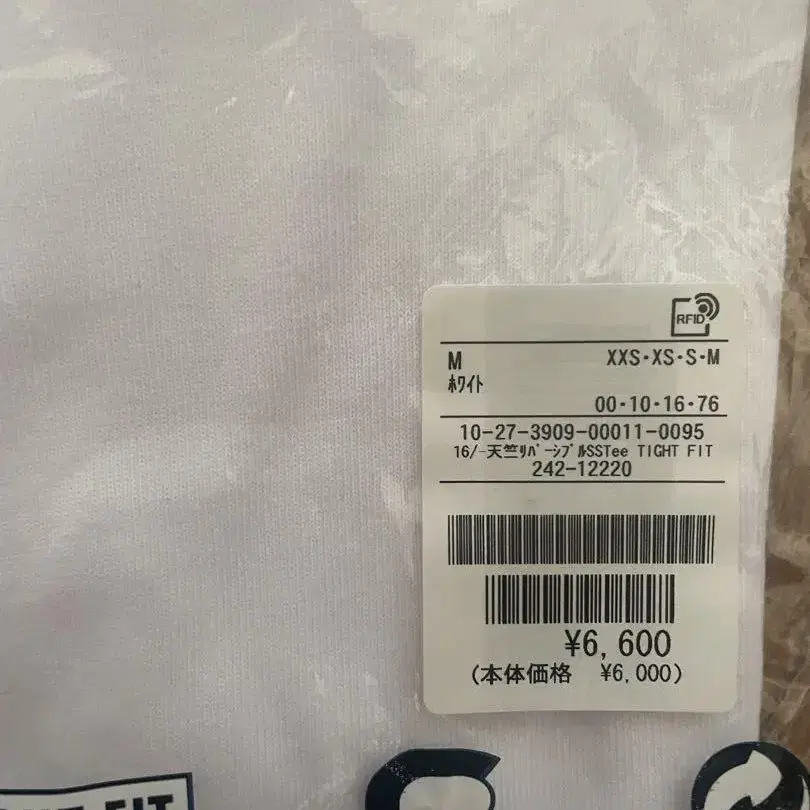 RFID
M XXS・XS・S・M
ﾎﾜｲﾄ
00・10・16・76
10-27-3909-00011-0095
16/-天竺ﾘﾊﾞｰｼﾌﾞﾙSSTee TIGHT FIT
242-12220
¥6,600
(本体価格 ¥6,000)
FIT